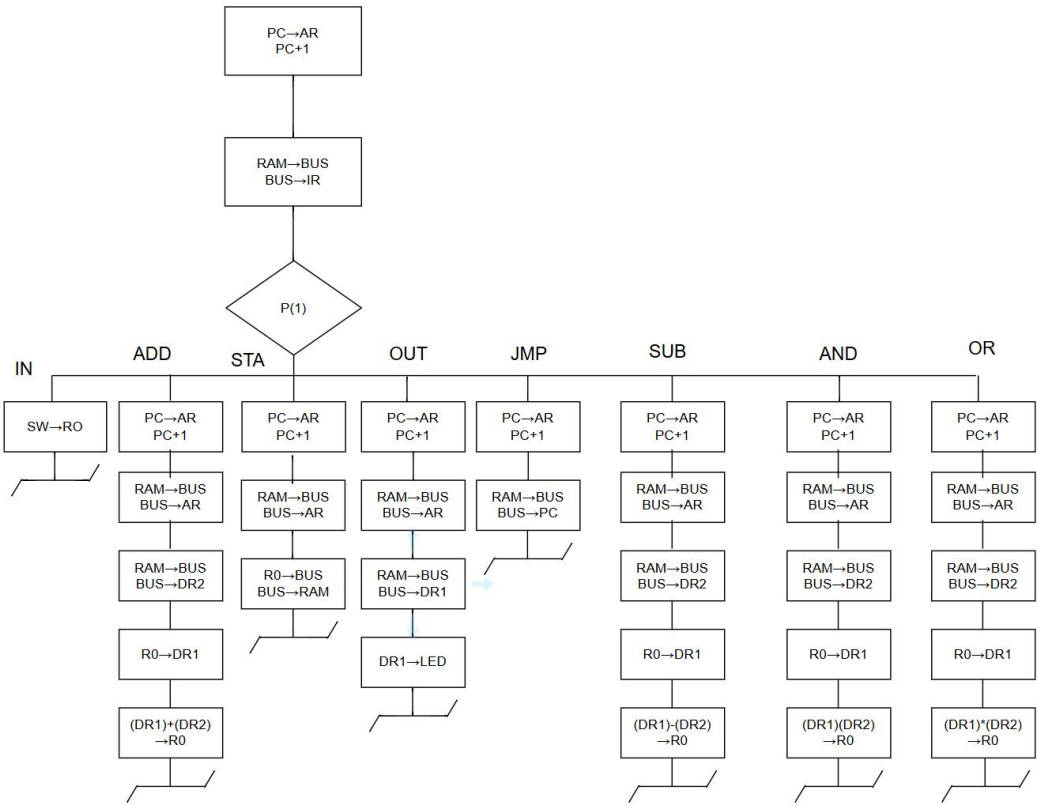 PC→AR
PC+1
RAM→BUS
BUS→IR
P(1)
IN
ADD
STA
OUT
JMP
SUB
AND
OR
SW→RO
PC→AR
PC+1
RAM→BUS
BUS→AR
RAM→BUS
BUS→DR2
R0→DR1
(DR1)+(DR2)
→R0
PC→AR
PC+1
RAM→BUS
BUS→AR
R0→BUS
BUS→RAM
PC→AR
PC+1
RAM→BUS
BUS→AR
RAM→BUS
BUS→DR1
DR1→LED
PC→AR
PC+1
RAM→BUS
BUS→PC
PC→AR
PC+1
RAM→BUS
BUS→AR
RAM→BUS
BUS→DR2
R0→DR1
(DR1)-(DR2)
→R0
PC→AR
PC+1
RAM→BUS
BUS→AR
RAM→BUS
BUS→DR2
R0→DR1
(DR1)(DR2)
→R0
PC→AR
PC+1
RAM→BUS
BUS→AR
RAM→BUS
BUS→DR2
R0→DR1
(DR1)*(DR2)
→R0